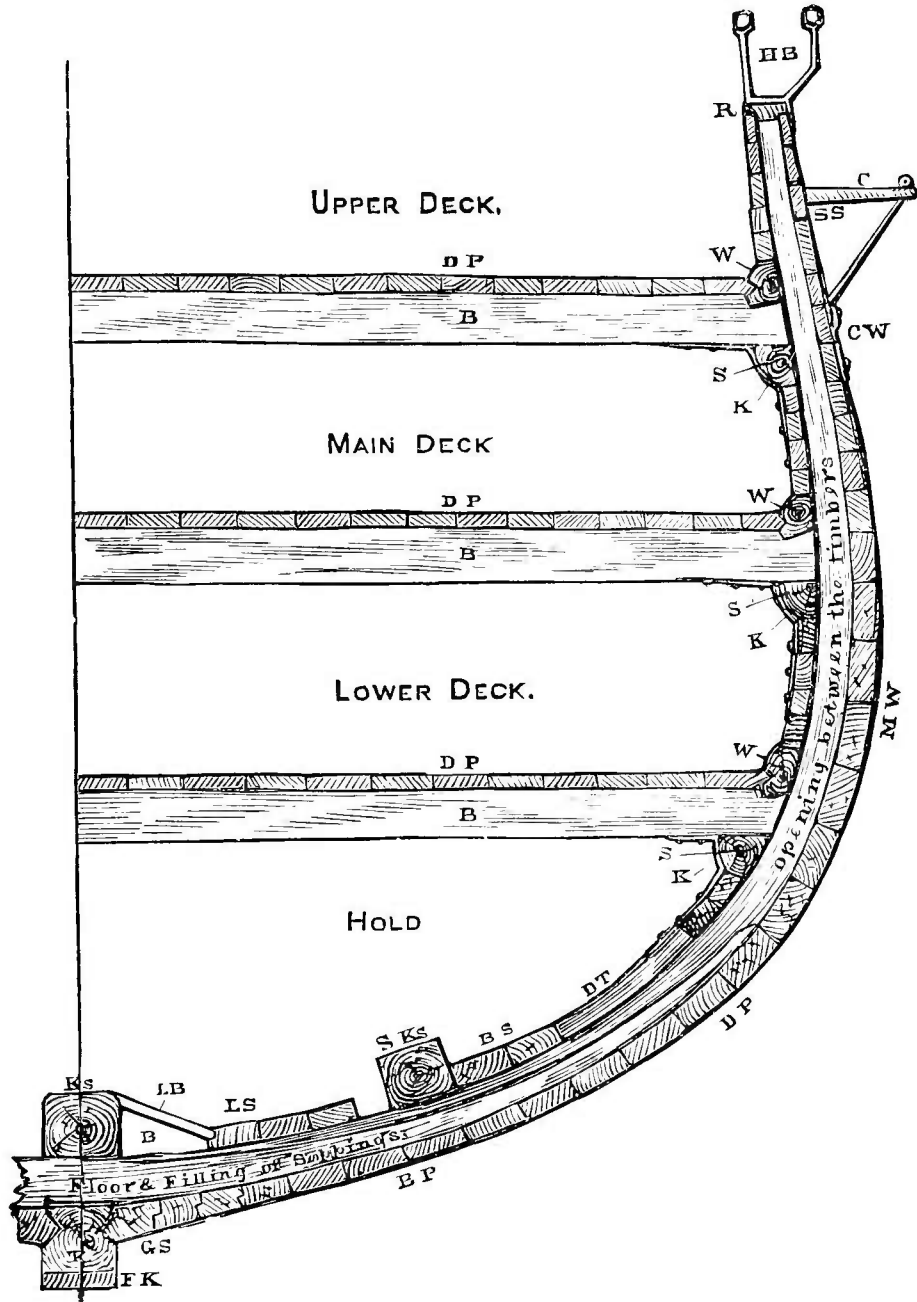 HB
R
C
SS
UPPER DECK.
W
DP
B
CW
S
K
MAIN DECK
W
DP
B
S
K
LOWER DECK.
MW
W
DP
B
opening between the timbers
S
K
HOLD
DT
DP
S Ks
BS
Ks
LB
LS
B
Floor & Filling of
BP
GS
K
FK